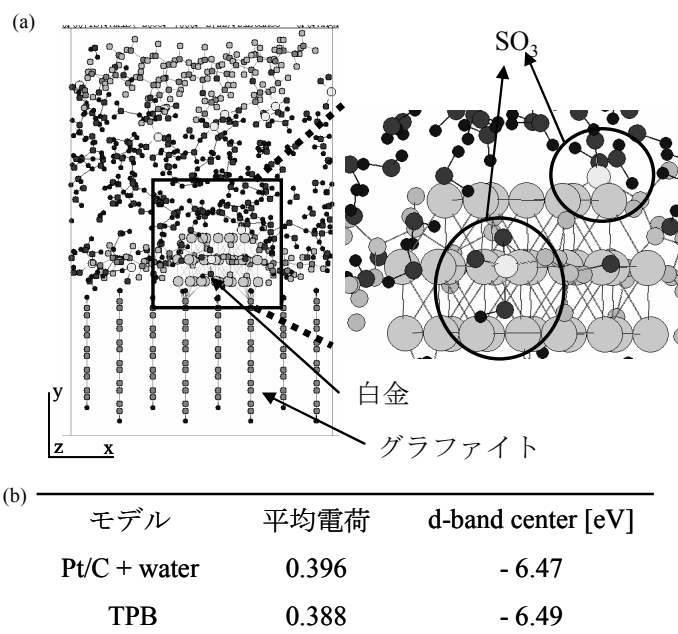 (a)
SO3
白金
グラファイト
y
z x
(b)
モデル 平均電荷 d-band center [eV]
Pt/C + water 0.396 - 6.47
TPB 0.388 - 6.49